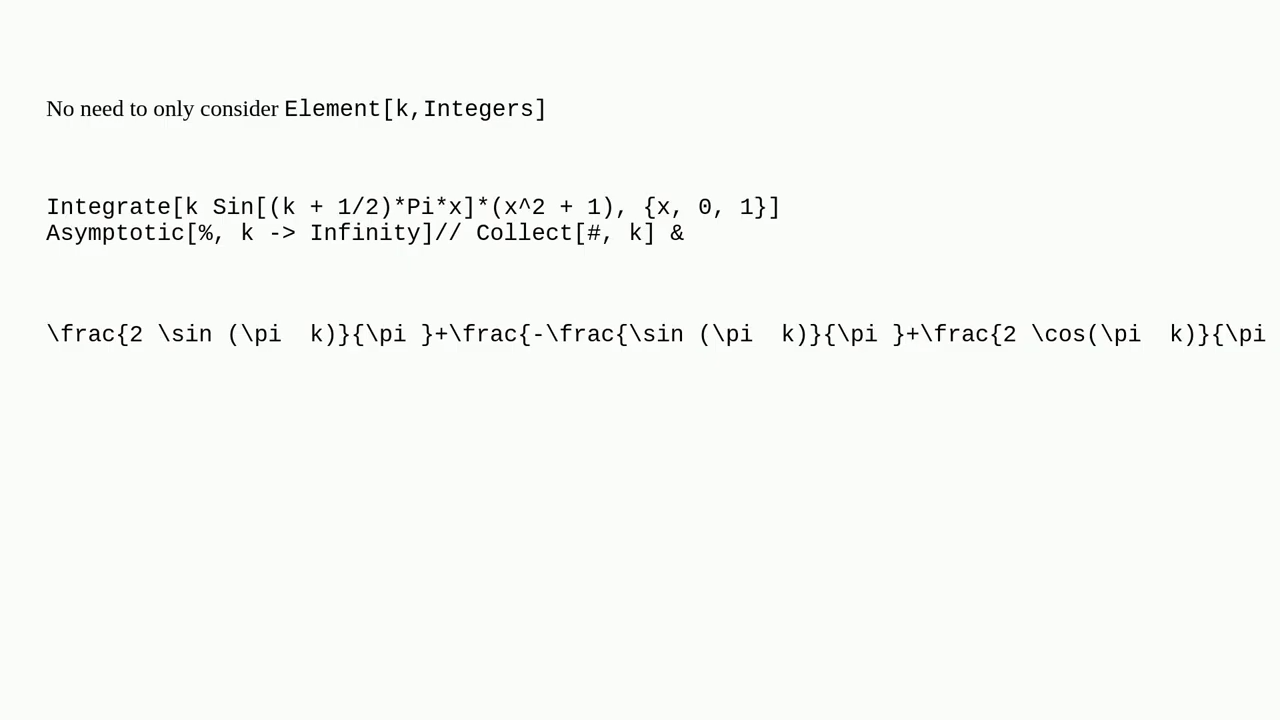 No need to only consider Element[k,Integers]
Integrate[k Sin[(k + 1/2)*Pi*x]*(x^2 + 1), {x, 0, 1}]
Asymptotic[%, k -> Infinity]// Collect[#, k] &
\frac{2 \sin (\pi  k)}{\pi }+\frac{-\frac{\sin (\pi  k)}{\pi }+\frac{2 \cos(\pi  k)}{\pi